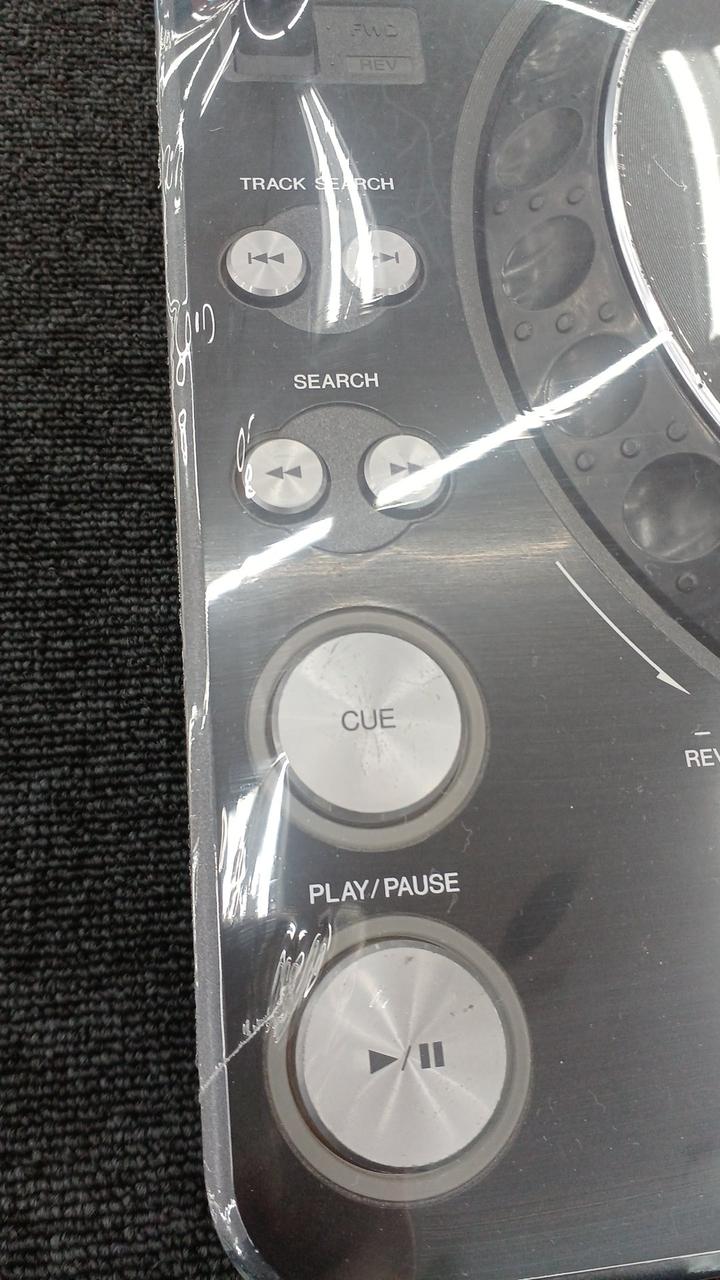 FWD
REV
TRACK SEARCH
SEARCH
CUE
REV
PLAY/PAUSE